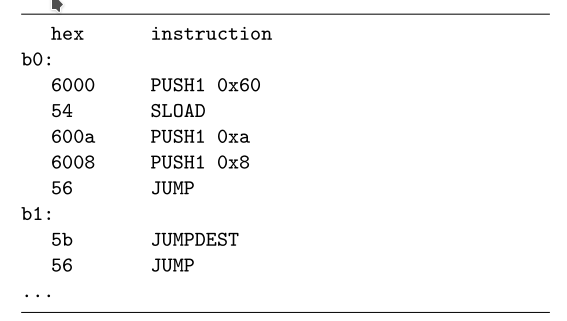 hex instruction
b0:
6000 PUSH1 0x60
54 SLOAD
600a PUSH1 0xa
6008 PUSH1 0x8
56 JUMP
b1:
5b JUMPDEST
56 JUMP
...